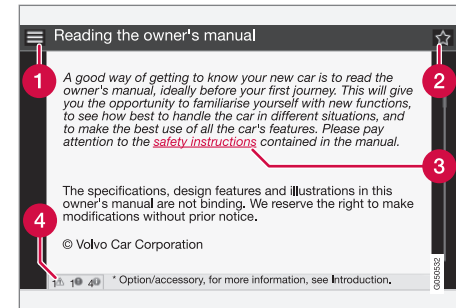 Reading the owner's manual
1
2
A good way of getting to know your new car is to read the
owner's manual, ideally before your first journey. This will give
you the opportunity to familiarise yourself with new functions,
to see how best to handle the car in different situations, and
to make the best use of all the car's features. Please pay
attention to the safety instructions contained in the manual.
3
The specifications, design features and illustrations in this
owner's manual are not binding. We reserve the right to make
modifications without prior notice.
4
© Volvo Car Corporation
1 1 4 * Option/accessory, for more information, see Introduction.
G050532